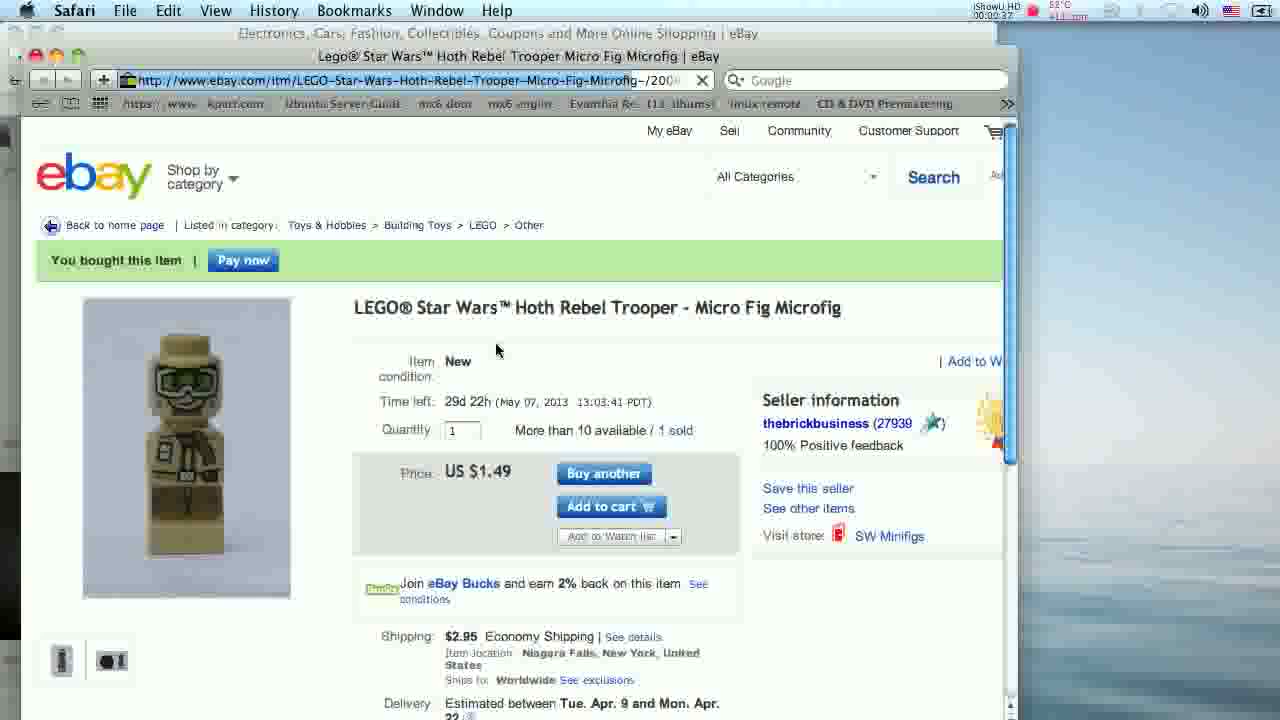 Safari File Edit View History Bookmarks Window Help
iShowU HD
00:00:37
52°C
Electronics, Cars, Fashion, Collectibles, Coupons and More Online Shopping | eBay
Lego® Star Wars™ Hoth Rebel Trooper Micro Fig Microfig | eBay
http://www.ebay.com/itm/LEGO-Star-Wars-Hoth-Rebel-Trooper-Micro-Fig-Microfig-/200 Google
Ubuntu Server Guid linux remote CD & DVD Premastering
My eBay Sell Community Customer Support
ebay Shop by category All Categories Search
Back to home page | Listed in category: Toys & Hobbies > Building Toys > LEGO > Other
You bought this item | Pay now
LEGO® Star Wars™ Hoth Rebel Trooper - Micro Fig Microfig
Item condition: New | Add to W
Time left: 29d 22h (May 07, 2013 13:03:41 PDT)
Quantity 1 More than 10 available / 1 sold
Price: US $1.49 Buy another
Add to cart
Add to Watch list
Join eBay Bucks and earn 2% back on this item See
conditions
Shipping: $2.95 Economy Shipping | See details
Item location: Niagara Falls, New York, United
States
Ships to: Worldwide See exclusions
Delivery Estimated between Tue. Apr. 9 and Mon. Apr.
22
Seller information
thebrickbusiness (27939 )
100% Positive feedback
Save this seller
See other items
Visit store: SW Minifigs